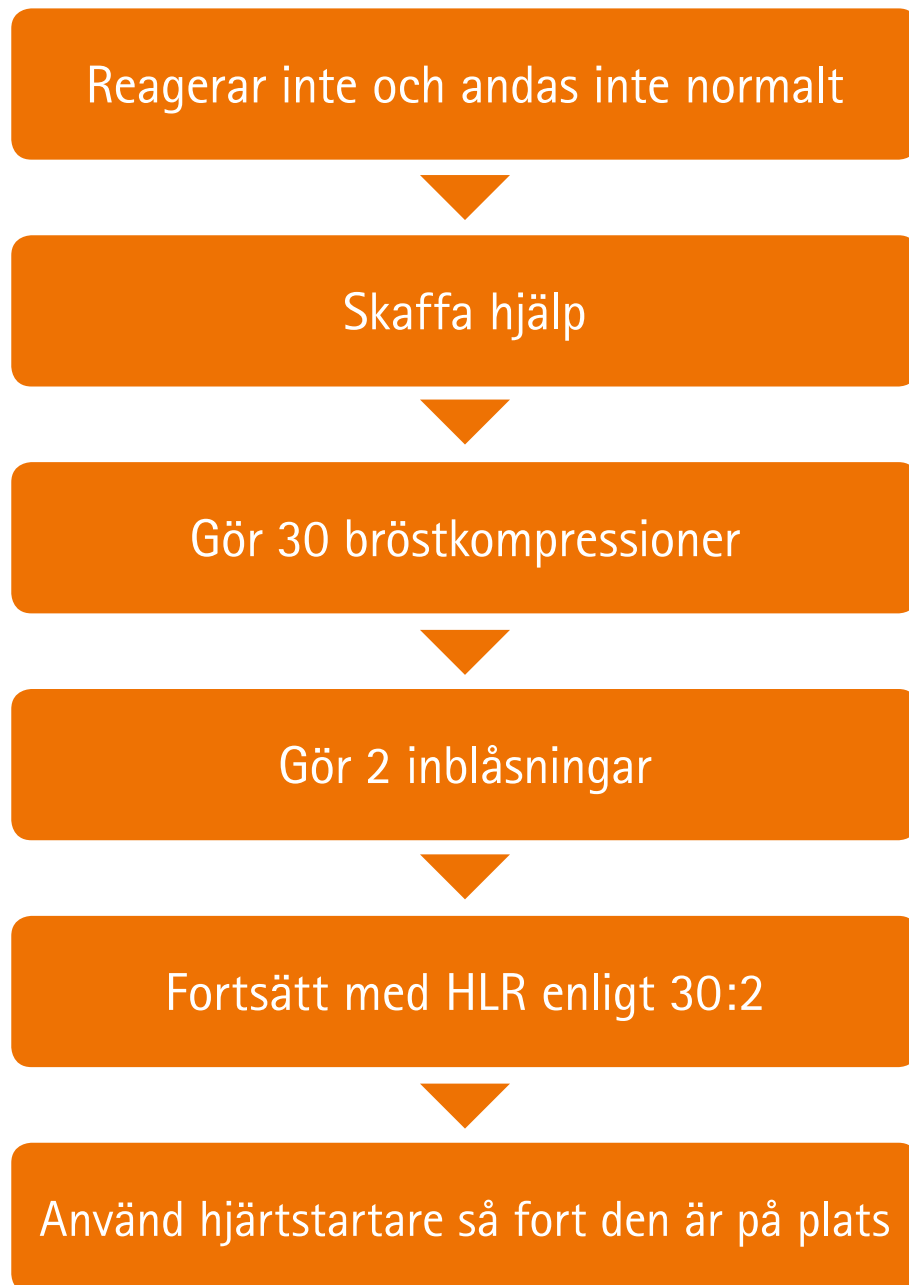 Reagerar inte och andas inte normalt
Skaffa hjälp
Gör 30 bröstkompressioner
Gör 2 inblåsningar
Fortsätt med HLR enligt 30:2
Använd hjärtstartare så fort den är på plats